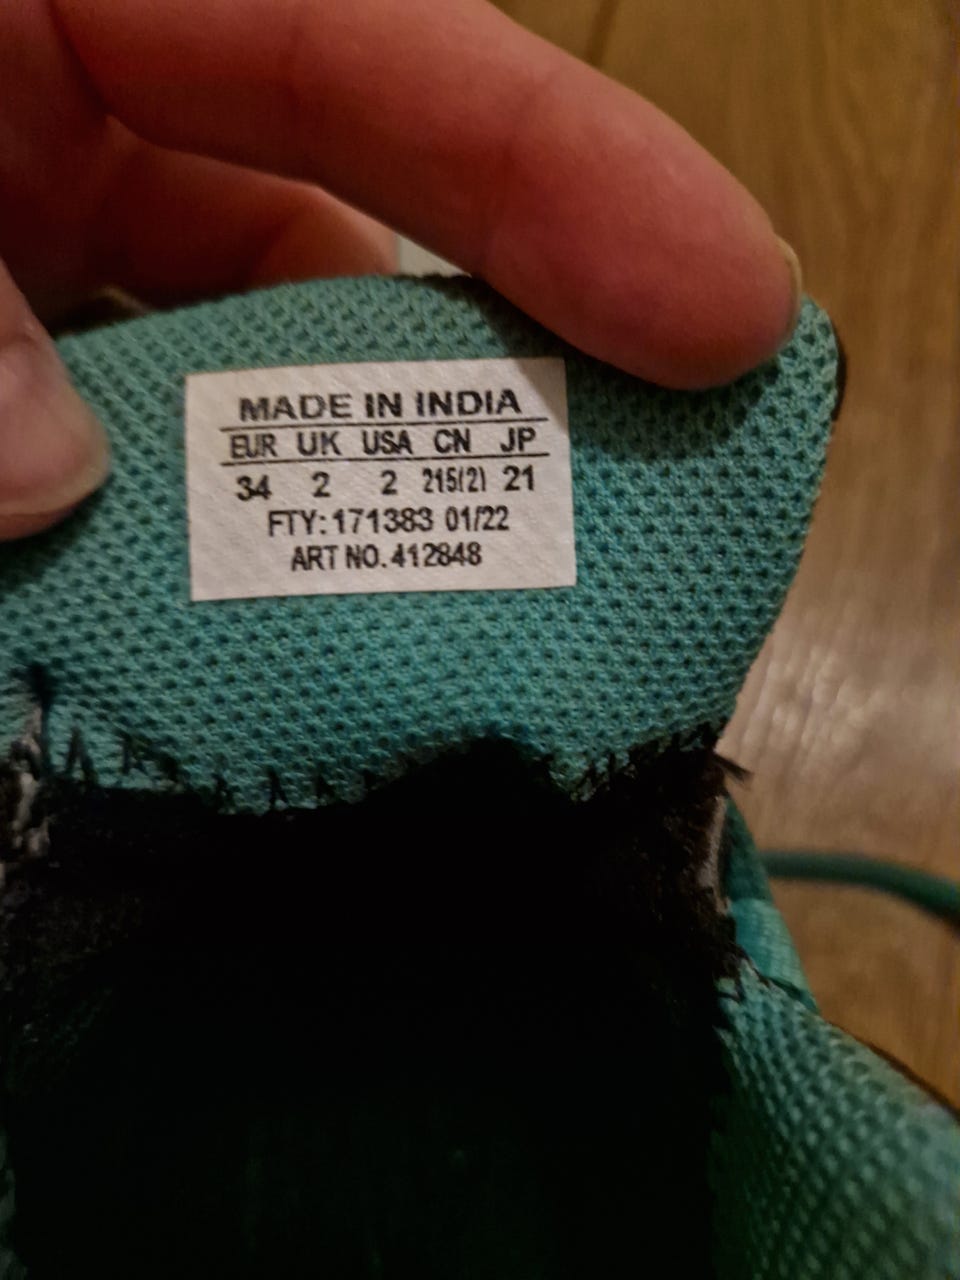 MADE IN INDIA
EUR UK USA CN JP
34 2 2 215(2) 21
FTY: 171383 01/22
ART NO. 412848